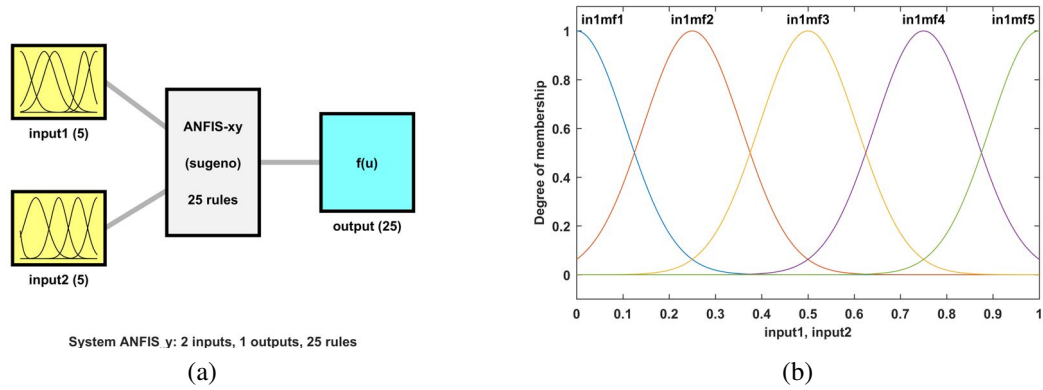 ANFIS-xy
(sugeno)
25 rules
input1 (5)
input2 (5)
f(u)
output (25)
System ANFIS_y: 2 inputs, 1 outputs, 25 rules
(a)
in1mf1 in1mf2 in1mf3 in1mf4 in1mf5
Degree of membership
1
0.8
0.6
0.4
0.2
0
0 0.1 0.2 0.3 0.4 0.5 0.6 0.7 0.8 0.9 1
input1, input2
(b)